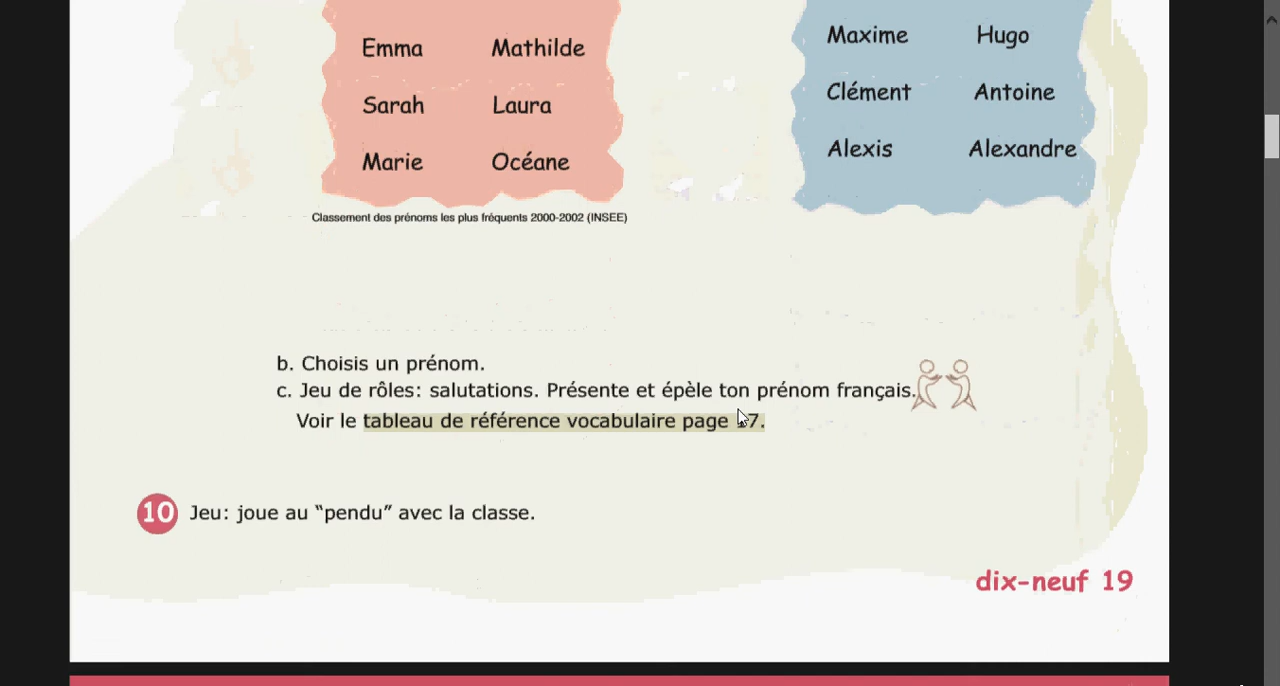 Emma Mathilde
Sarah Laura
Marie Océane
Maxime Hugo
Clément Antoine
Alexis Alexandre
Classement des prénoms les plus fréquents 2000-2002 (INSEE)
b. Choisis un prénom.
c. Jeu de rôles: salutations. Présente et épèle ton prénom français.
Voir le tableau de référence vocabulaire page
10 Jeu: joue au “pendu” avec la classe.
dix-neuf 19